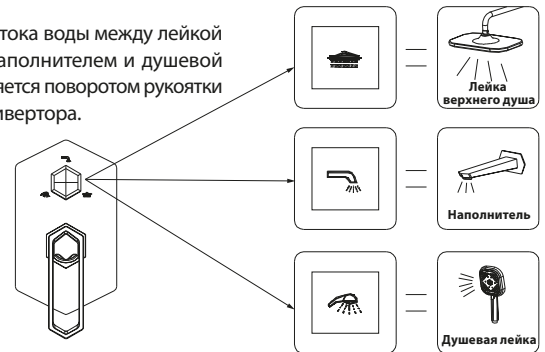 тока воды между лейкой
аполнителем и душевой
яется поворотом рукоятки
ивертора.
Лейка
верхнего душа
Наполнитель
Душевая лейка